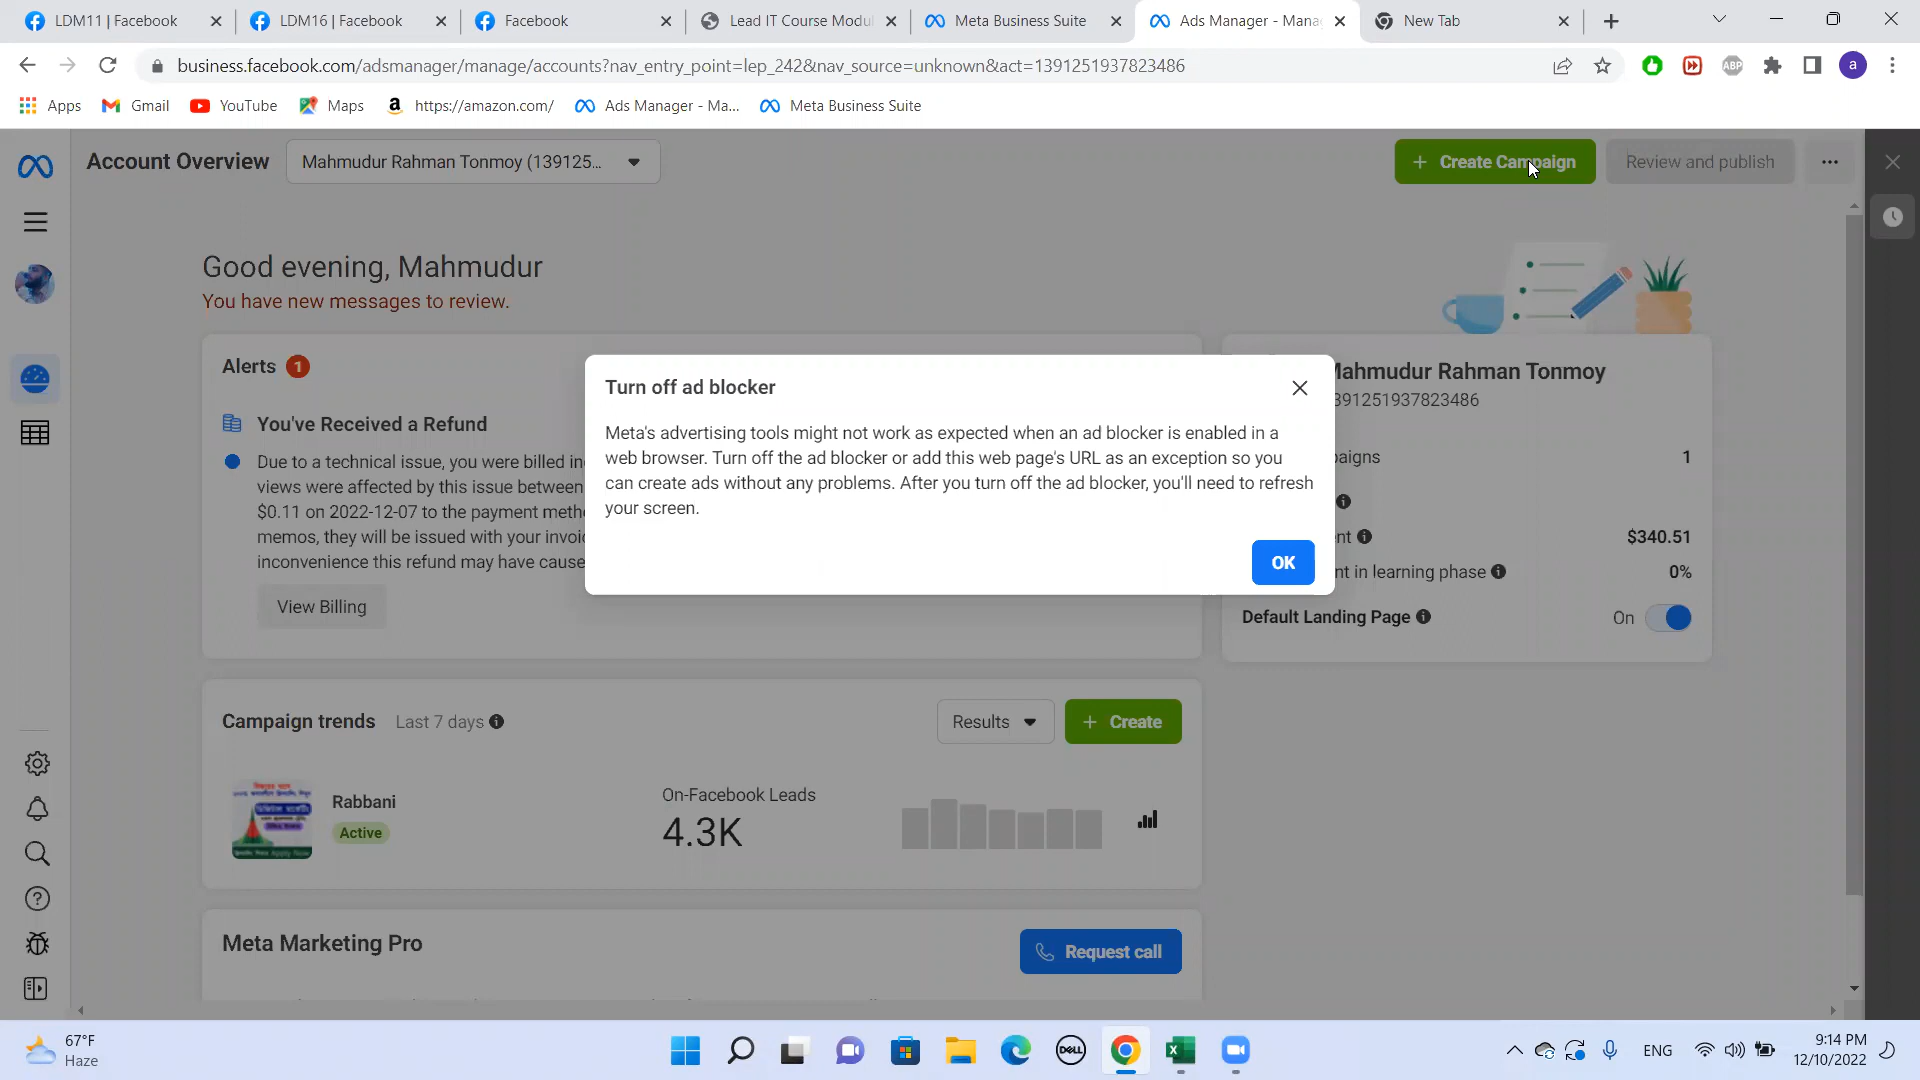 LDM11 | Facebook
LDM16 | Facebook
Facebook
Lead IT Course Modul
Meta Business Suite
Ads Manager - Mana
New Tab
business.facebook.com/adsmanager/manage/accounts?nav_entry_point=lep_242&nav_source=unknown&act=1391251937823486
ABP
a
Apps
Gmail
YouTube
Maps
https://amazon.com/
Ads Manager - Ma...
Meta Business Suite
Account Overview
Mahmudur Rahman Tonmoy (139125...
+ Create Campaign
Review and publish
Good evening, Mahmudur
You have new messages to review.
Alerts 1
You've Received a Refund
Due to a technical issue, you were billed in
views were affected by this issue between
$0.11 on 2022-12-07 to the payment meth
memos, they will be issued with your invoi
inconvenience this refund may have cause
View Billing
Turn off ad blocker
Meta's advertising tools might not work as expected when an ad blocker is enabled in a
web browser. Turn off the ad blocker or add this web page's URL as an exception so you
can create ads without any problems. After you turn off the ad blocker, you'll need to refresh
your screen.
OK
Mahmudur Rahman Tonmoy
391251937823486
paigns 1
nt $340.51
nt in learning phase 0%
Default Landing Page On
Campaign trends Last 7 days
Results
+ Create
Rabbani
Active
On-Facebook Leads
4.3K
Meta Marketing Pro
Request call
67°F
Haze
DELL
ENG
9:14 PM
12/10/2022